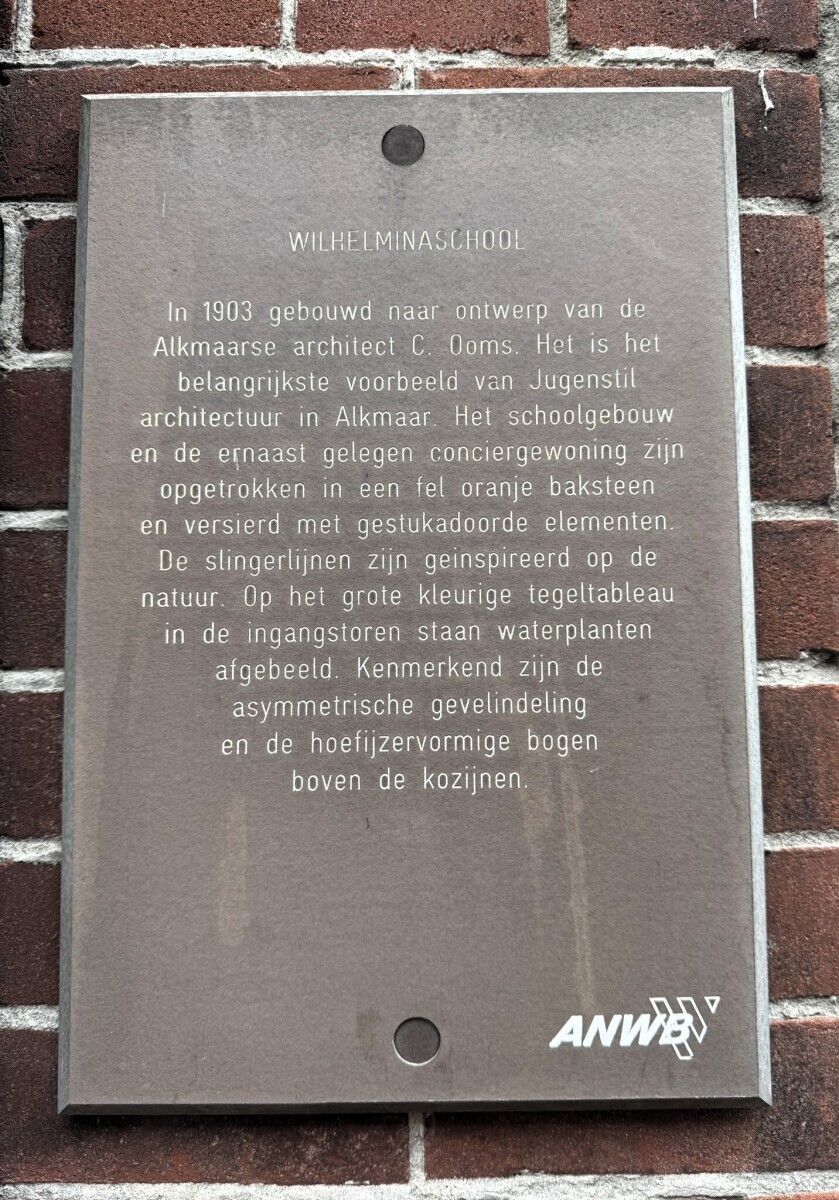 WILHELMINASCHOOL
In 1903 gebouwd naar ontwerp van de
Alkmaarse architect C. Ooms. Het is het
belangrijkste voorbeeld van Jugenstil
architectuur in Alkmaar. Het schoolgebouw
en de ernaast gelegen conciergewoning zijn
opgetrokken in een fel oranje baksteen
en versierd met gestukadoorde elementen.
De slingerlijnen zijn geinspireerd op de
natuur. Op het grote kleurige tegeltableau
in de ingangstoren staan waterplanten
afgebeeld. Kenmerkend zijn de
asymmetrische gevelindeling
en de hoefijzervormige bogen
boven de kozijnen.
ANWB